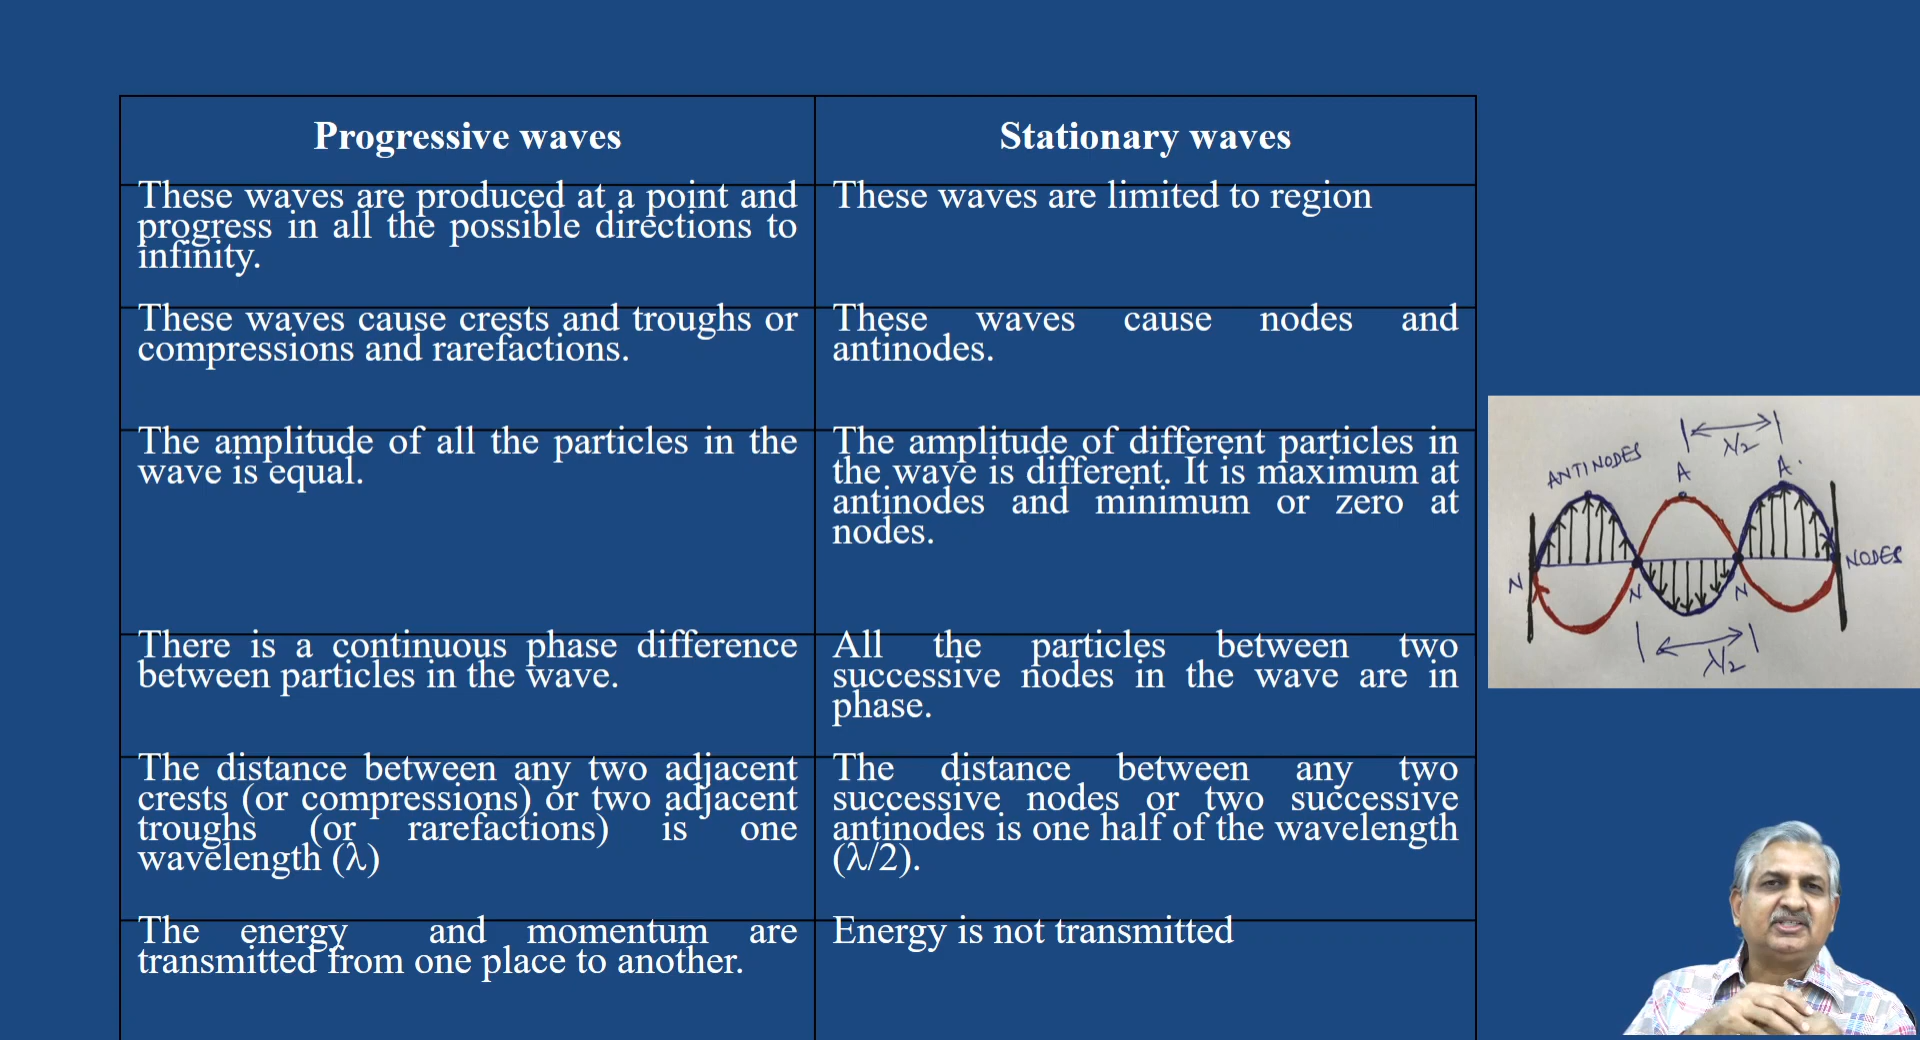 Progressive waves
Stationary waves
These waves are produced at a point and
progress in all the possible directions to
infinity.
These waves are limited to region
These waves cause crests and troughs or
compressions and rarefactions.
These waves cause nodes and
antinodes.
The amplitude of all the particles in the
wave is equal.
The amplitude of different particles in
the wave is different. It is maximum at
antinodes and minimum or zero at
nodes.
There is a continuous phase difference
between particles in the wave.
All the particles between two
successive nodes in the wave are in
phase.
The distance between any two adjacent
crests (or compressions) or two adjacent
troughs (or rarefactions) is one
wavelength (λ)
The distance between any two
successive nodes or two successive
antinodes is one half of the wavelength
(λ/2).
The energy and momentum are
transmitted from one place to another.
Energy is not transmitted
λ/2
ANTINODES
A
A.
NODES
N
N
N
λ/2